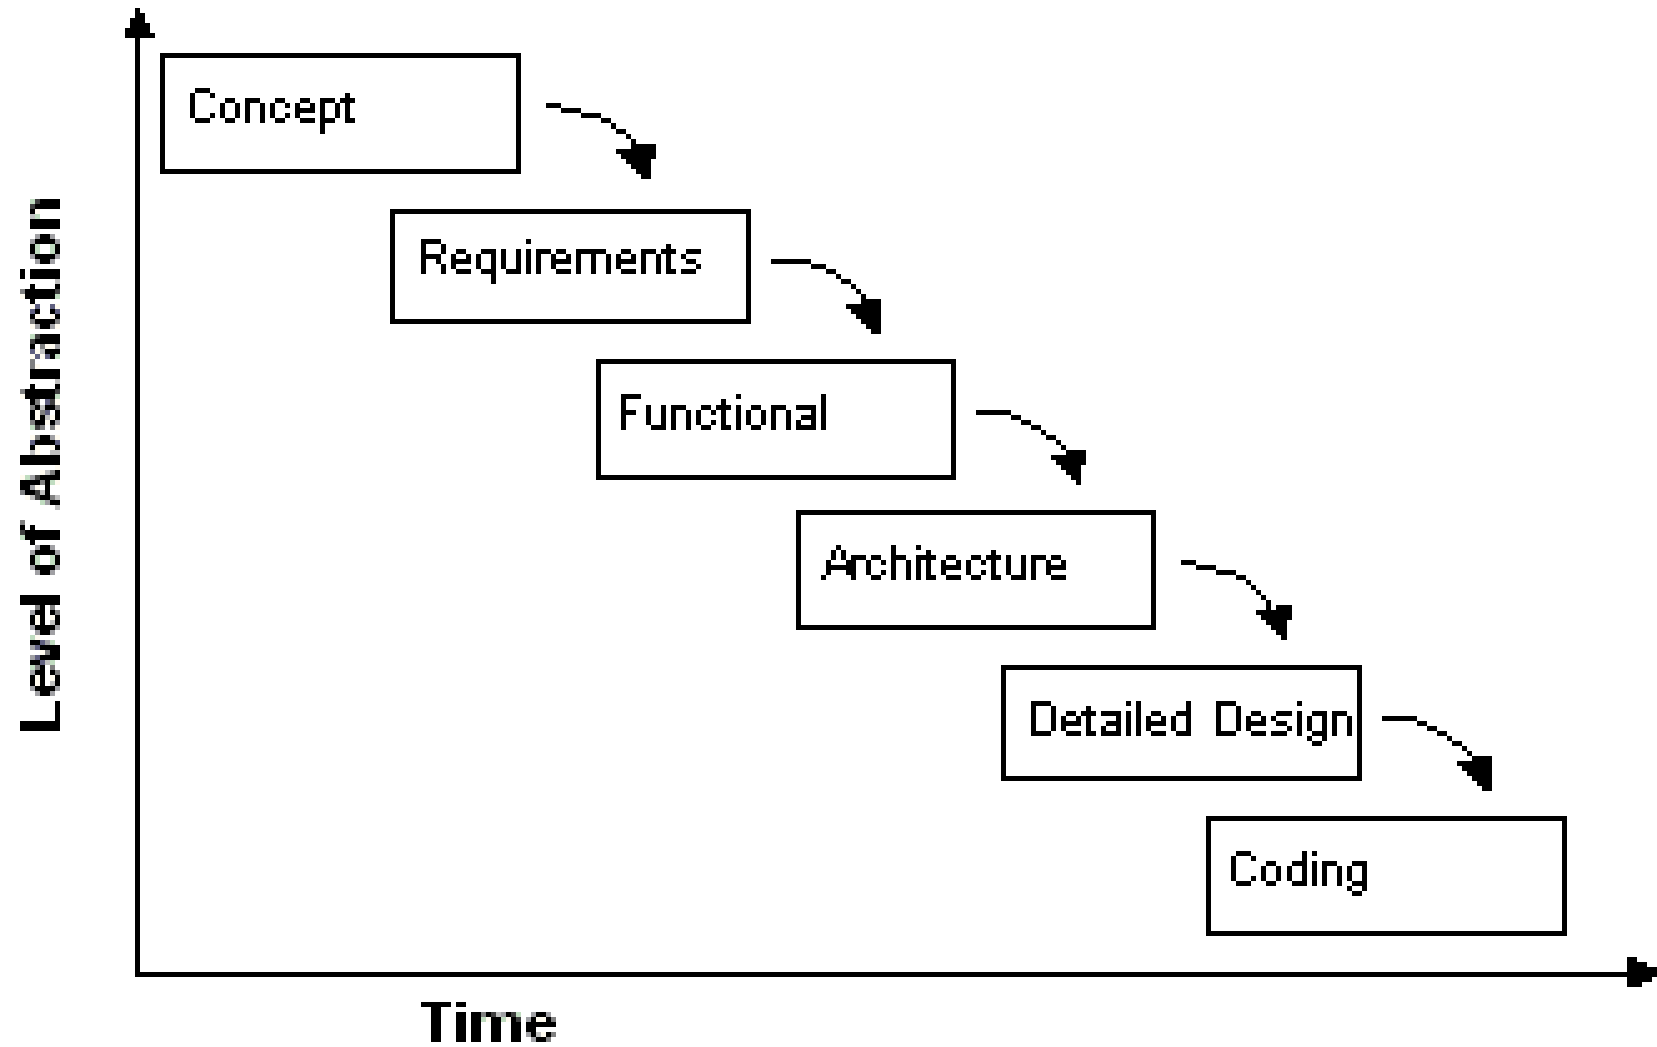 Concept
Requirements
Functional
Architecture
Detailed Design
Coding
Level of Abstraction
Time